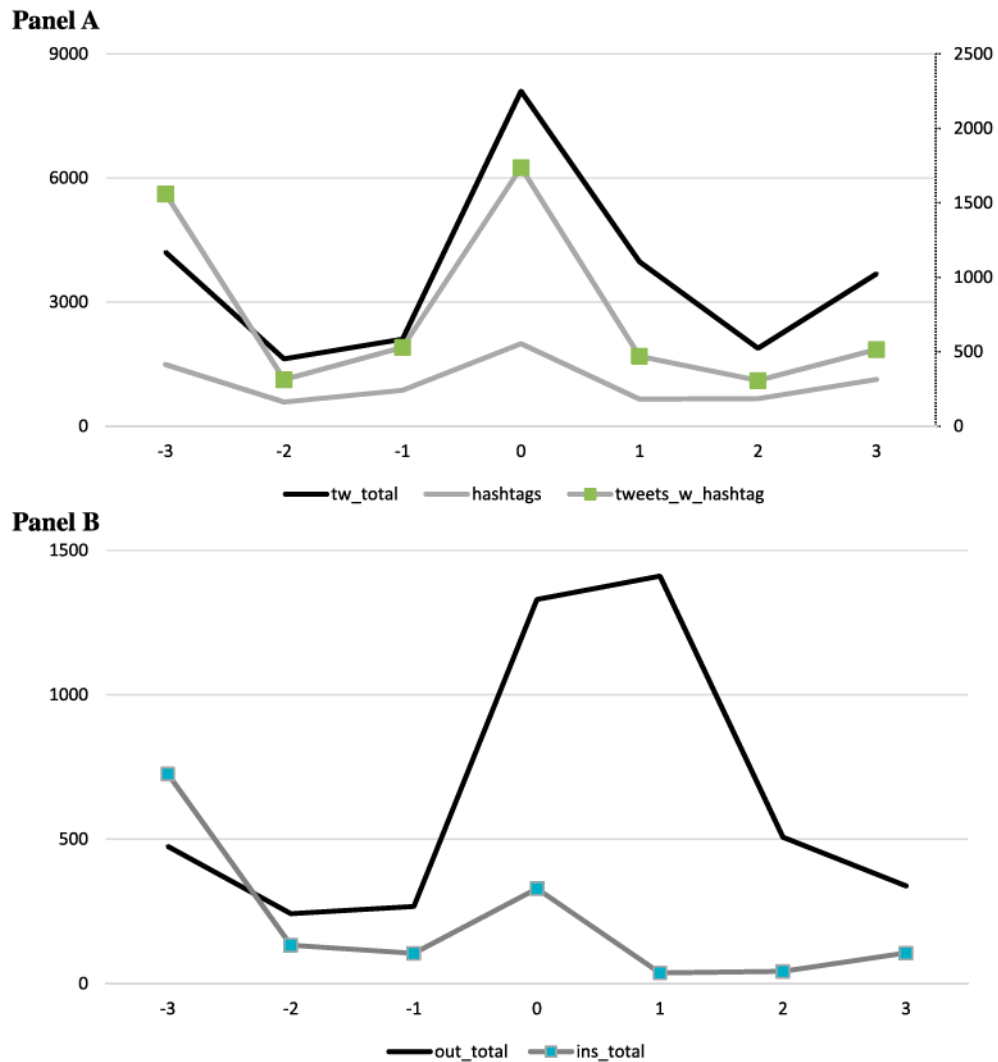 Panel A
9000 2500
2000
6000
1500
1000
3000
500
0 0
-3 -2 -1 0 1 2 3
tw_total hashtags tweets_w_hashtag
Panel B
1500
1000
500
0
-3 -2 -1 0 1 2 3
out_total ins_total